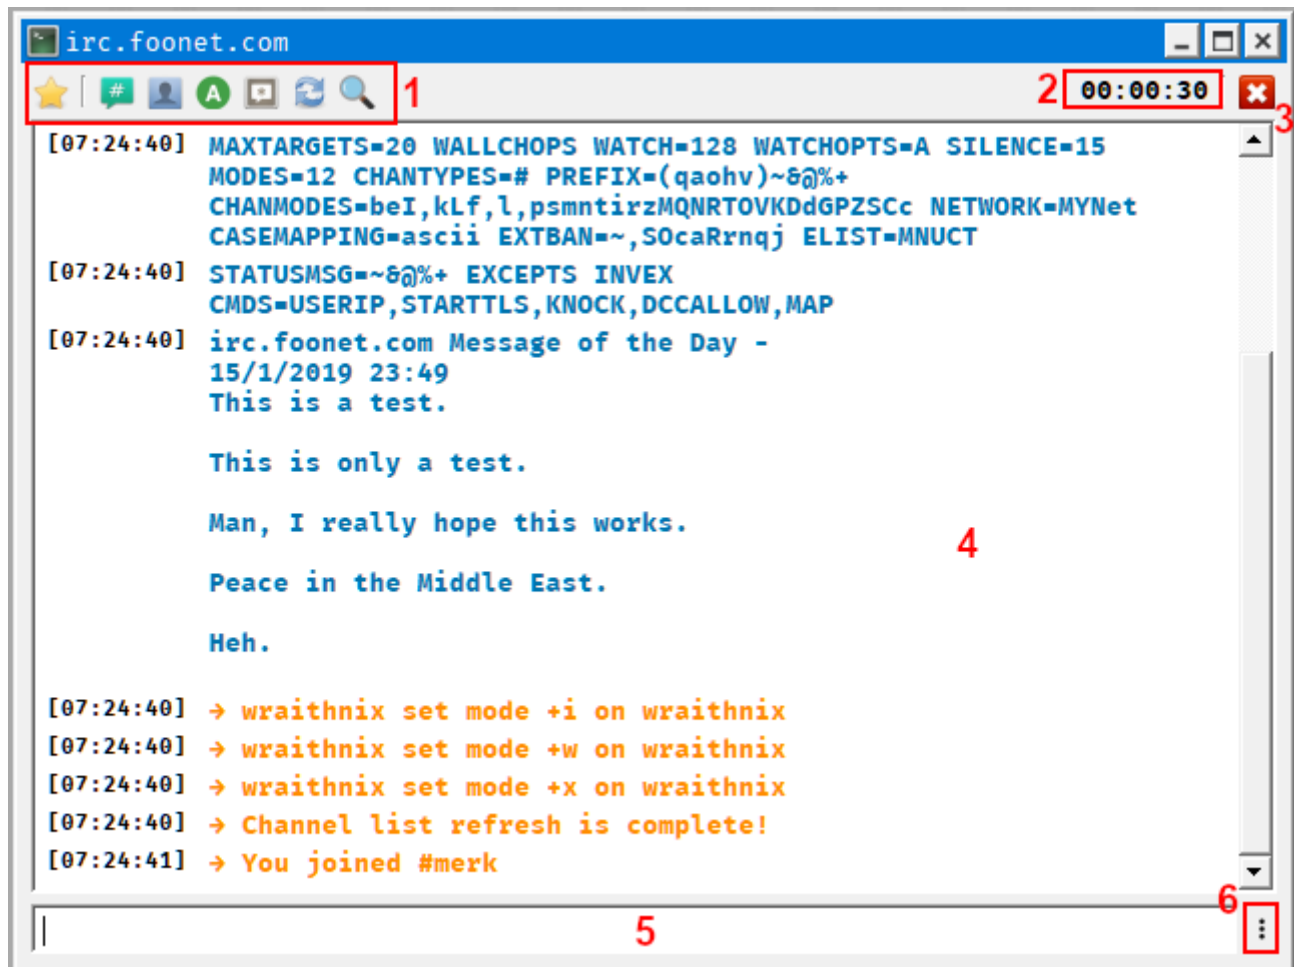 irc.foonet.com
# A 1 2 00:00:30 3
[07:24:40] MAXTARGETS=20 WALLCHOPS WATCH=128 WATCHOPTS=A SILENCE=15
MODES=12 CHANTYPES=# PREFIX=(qaohv)~&@%+
CHANMODES=beI,kLf,l,psmntirzMQNRTOVKDdGPZSCc NETWORK=MYNet
CASEMAPPING=ascii EXTBAN=~,SOcaRrnqj ELIST=MNUCT
[07:24:40] STATUSMSG=~&@%+ EXCEPTS INVEX
CMDS=USERIP,STARTTLS,KNOCK,DCCALLOW,MAP
[07:24:40] irc.foonet.com Message of the Day -
15/1/2019 23:49
This is a test.
This is only a test.
Man, I really hope this works.
4
Peace in the Middle East.
Heh.
[07:24:40] → wraithnix set mode +i on wraithnix
[07:24:40] → wraithnix set mode +w on wraithnix
[07:24:40] → wraithnix set mode +x on wraithnix
[07:24:40] → Channel list refresh is complete!
[07:24:41] → You joined #merk
6
5